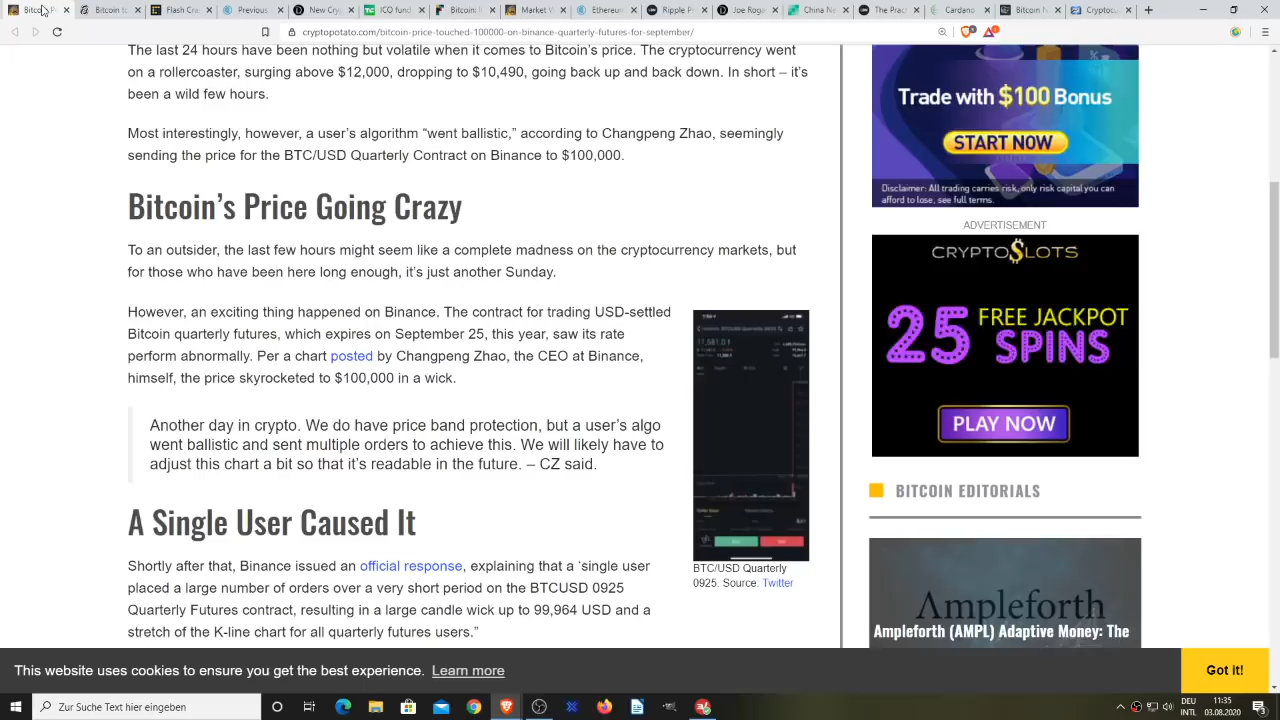 Bitcoin
Previous
ICO
Ripple P
China Ne
cryptopotato.com/bitcoin-price-touched-100000-on-binance-quarterly-futures-for-september/
The last 24 hours have been nothing but volatile when it comes to Bitcoin's price. The cryptocurrency went
on a rollercoaster, surging above $12,000, dropping to $10,490, going back up and back down. In short – it's
been a wild few hours.
Most interestingly, however, a user's algorithm “went ballistic,” according to Changpeng Zhao, seemingly
sending the price for the BTC/USD Quarterly Contract on Binance to $100,000.
Bitcoin's Price Going Crazy
To an outsider, the last few hours might seem like a complete madness on the cryptocurrency markets, but
for those who have been here long enough, it's just another Sunday.
However, an exciting thing happened on Binance. The contract for trading USD-settled
Bitcoin quarterly futures which expires on September 25, this year, saw its rate
perform abnormally. Per a chart posted by Changpeng Zhao, the CEO at Binance,
himself, the price skyrocketed to $100,000 in a wick.
Another day in crypto. We do have price band protection, but a user's algo
went ballistic and sent multiple orders to achieve this. We will likely have to
adjust this chart a bit so that it's readable in the future. – CZ said.
A Single User Caused It
Shortly after that, Binance issued an official response, explaining that a ‘single user
placed a large number of orders over a very short period on the BTCUSD 0925
Quarterly Futures contract, resulting in a large candle wick up to 99,964 USD and a
stretch of the K-line chart for all quarterly futures users.”
BTC/USD Quarterly
0925. Source: Twitter
Trade with $100 Bonus
START NOW
Disclaimer: All trading carries risk, only risk capital you can
afford to lose, see full terms.
ADVERTISEMENT
CRYPTO$LOTS
25 FREE JACKPOT
SPINS
PLAY NOW
BITCOIN EDITORIALS
Ampleforth
Ampleforth (AMPL) Adaptive Money: The
This website uses cookies to ensure you get the best experience. Learn more
Got it!
Zur Suche Text hier eingeben
DEU
INTL
11:35
03.08.2020